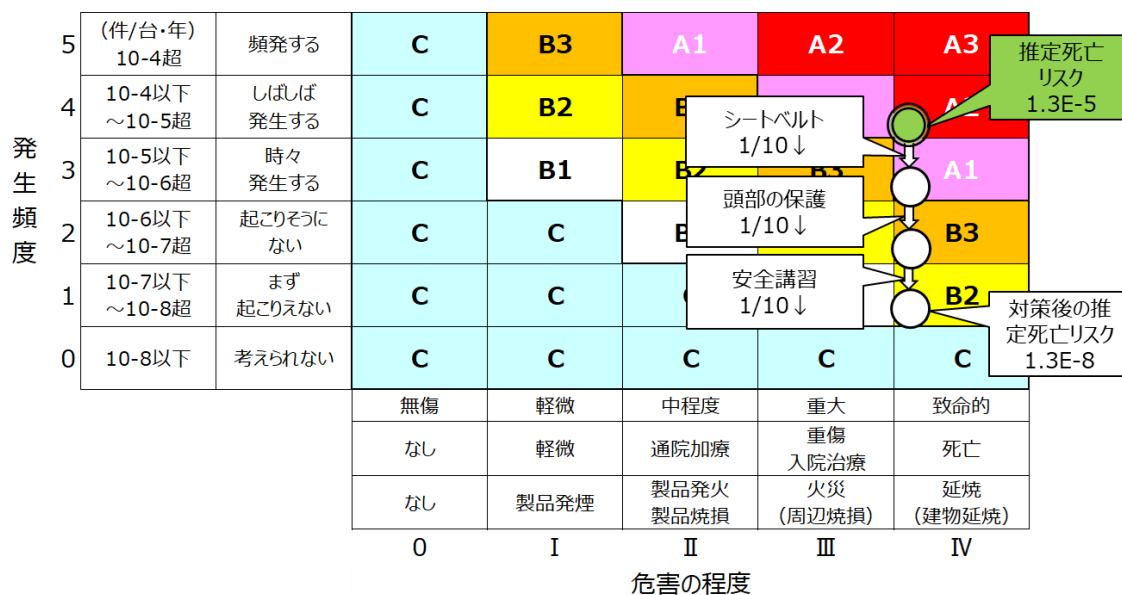 発生頻度
5 (件/台・年) 10-4超 頻発する C B3 A1 A2 A3
4 10-4以下 ～10-5超 しばしば 発生する C B2
3 10-5以下 ～10-6超 時々 発生する C B1 B2 B3 A1
2 10-6以下 ～10-7超 起こりそうに ない C C B3
1 10-7以下 ～10-8超 まず 起こりえない C C B2
0 10-8以下 考えられない C C C C C
推定死亡
リスク
1.3E-5
シートベルト
1/10↓
頭部の保護
1/10↓
安全講習
1/10↓
対策後の推
定死亡リスク
1.3E-8
無傷 軽微 中程度 重大 致命的
なし 軽微 通院加療 重傷 入院治療 死亡
なし 製品発煙 製品発火 製品焼損 火災 (周辺焼損) 延焼 (建物延焼)
0 Ⅰ Ⅱ Ⅲ Ⅳ
危害の程度